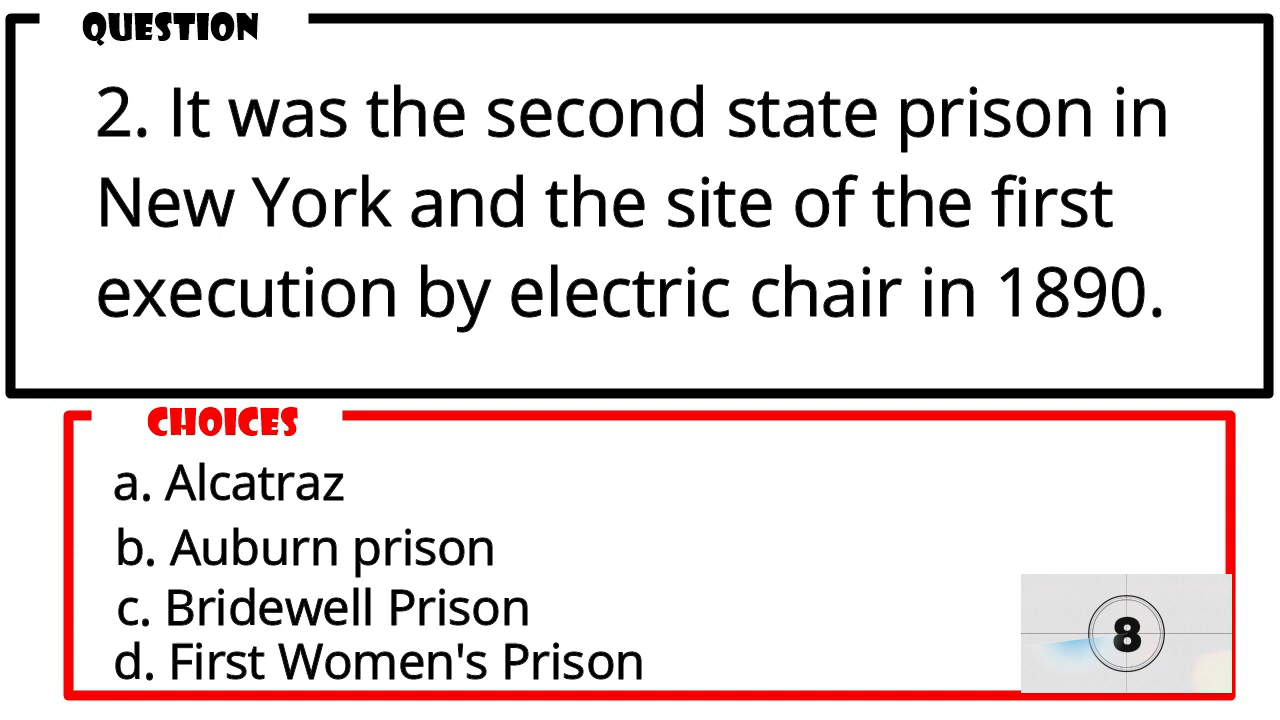 QUESTION
2. It was the second state prison in
New York and the site of the first
execution by electric chair in 1890.
CHOICES
a. Alcatraz
b. Auburn prison
c. Bridewell Prison
d. First Women's Prison
8